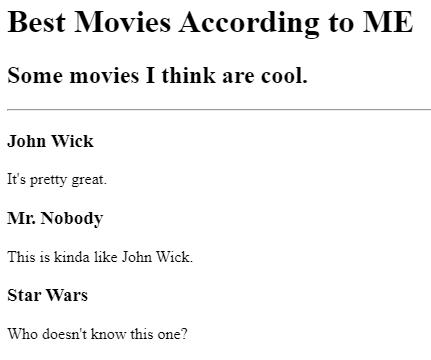 Best Movies According to ME
Some movies I think are cool.
John Wick
It's pretty great.
Mr. Nobody
This is kinda like John Wick.
Star Wars
Who doesn't know this one?